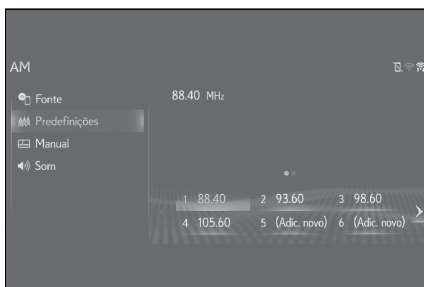 AM
Fonte
88.40 MHz
Predefinições
Manual
Som
1 88.40 2 93.60 3 98.60
4 105.60 5 (Adic. novo) 6 (Adic. novo)